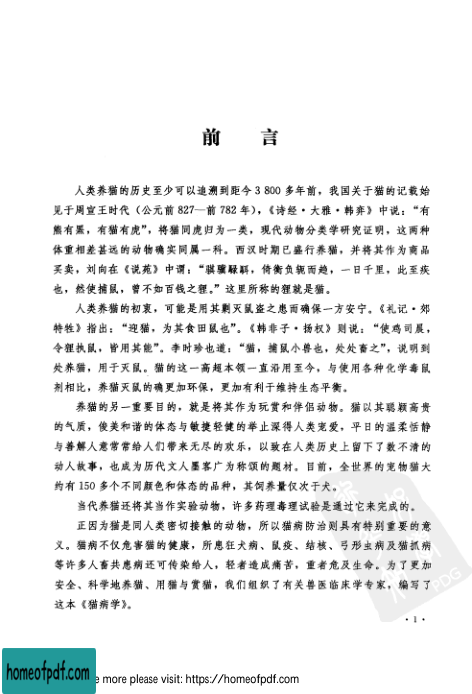 前 言
人类养猫的历史至少可以追溯到距今 3 800 多年前，我国关于猫的记载始
见于周宣王时代（公元前 827—前 782 年），《诗经·大雅·韩弈》中说：“有
熊有罴，有猫有虎”，将猫同虎归为一类，现代动物分类学研究证明，这两种
体重相差甚远的动物确实同属一科。西汉时期已盛行养猫，并将其作为商品
买卖，刘向在《说苑》中谓：“骐骥騄駬，倚衡负轭而趋，一日千里，此至疾
也，然使捕鼠，曾不如百钱之狸。”这里所称的狸就是猫。
人类养猫的初衷，可能是用其剿灭鼠盗之患而确保一方安宁。《礼记·郊
特牲》指出：“迎猫，为其食田鼠也”。《韩非子·扬权》则说：“使鸡司晨，
令狸执鼠，皆用其能”。李时珍也道：“猫，捕鼠小兽也，处处畜之”，说明到
处养猫，用于灭鼠。猫的这一高超本领一直沿用至今，与使用各种化学毒鼠
剂相比，养猫灭鼠的确更加环保，更加有利于维持生态平衡。
养猫的另一重要目的，就是将其作为玩赏和伴侣动物。猫以其聪颖高贵
的气质，俊美和谐的体态与敏捷轻健的举止深得人类宠爱，平日的温柔恬静
与善解人意常常给人们带来无尽的欢乐，以致在人类历史上留下了数不清的
动人故事，也成为历代文人墨客广为称颂的题材。目前，全世界的宠物猫大
约有 150 多个不同颜色和体态的品种，其饲养量仅次于犬。
当代养猫还将其当作实验动物，许多药理毒理试验是通过它来完成的。
正因为猫是同人类密切接触的动物，所以猫病防治则具有特别重要的意
义。猫病不仅危害猫的健康，所患狂犬病、鼠疫、结核、弓形虫病及猫抓病
等许多人畜共患病还可传染给人，轻者造成痛苦，重者危及生命。为了更加
安全、科学地养猫、用猫与赏猫，我们组织了有关兽医临床学专家，编写了
这本《猫病学》。
· 1 ·
PDG
homeofpdf.com
e more please visit: https://homeofpdf.com